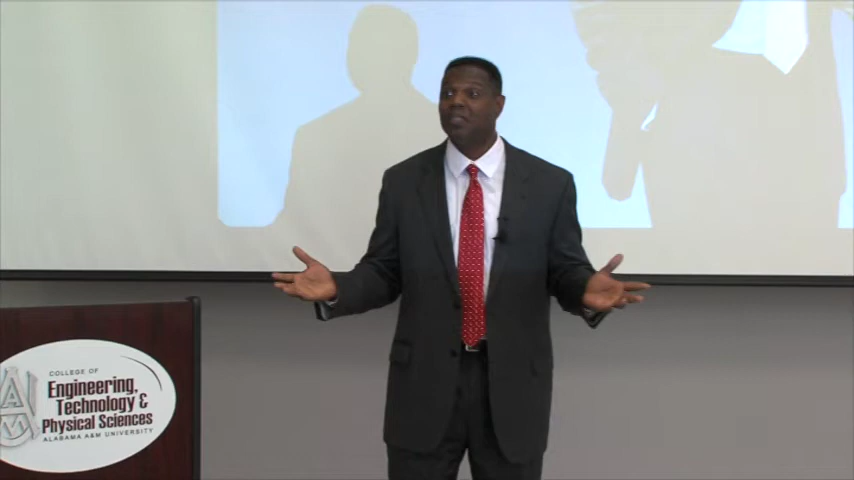 COLLEGE OF
Engineering,
Technology &
Physical Sciences
ALABAMA A&M UNIVERSITY